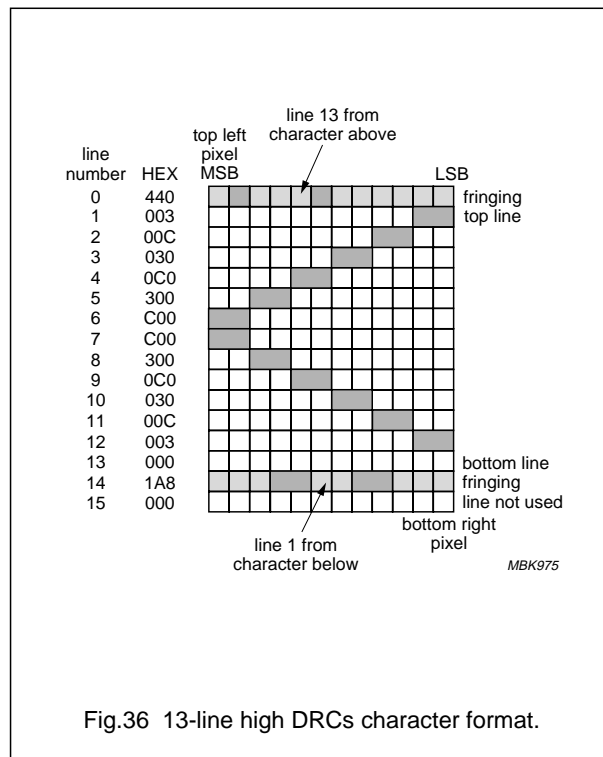 line 13 from
character above
top left
pixel
MSB
line
number HEX LSB
0 440 fringing
1 003 top line
2 00C
3 030
4 0C0
5 300
6 C00
7 C00
8 300
9 0C0
10 030
11 00C
12 003
13 000 bottom line
14 1A8 fringing
15 000 line not used
bottom right
pixel
line 1 from
character below
MBK975
Fig.36 13-line high DRCs character format.